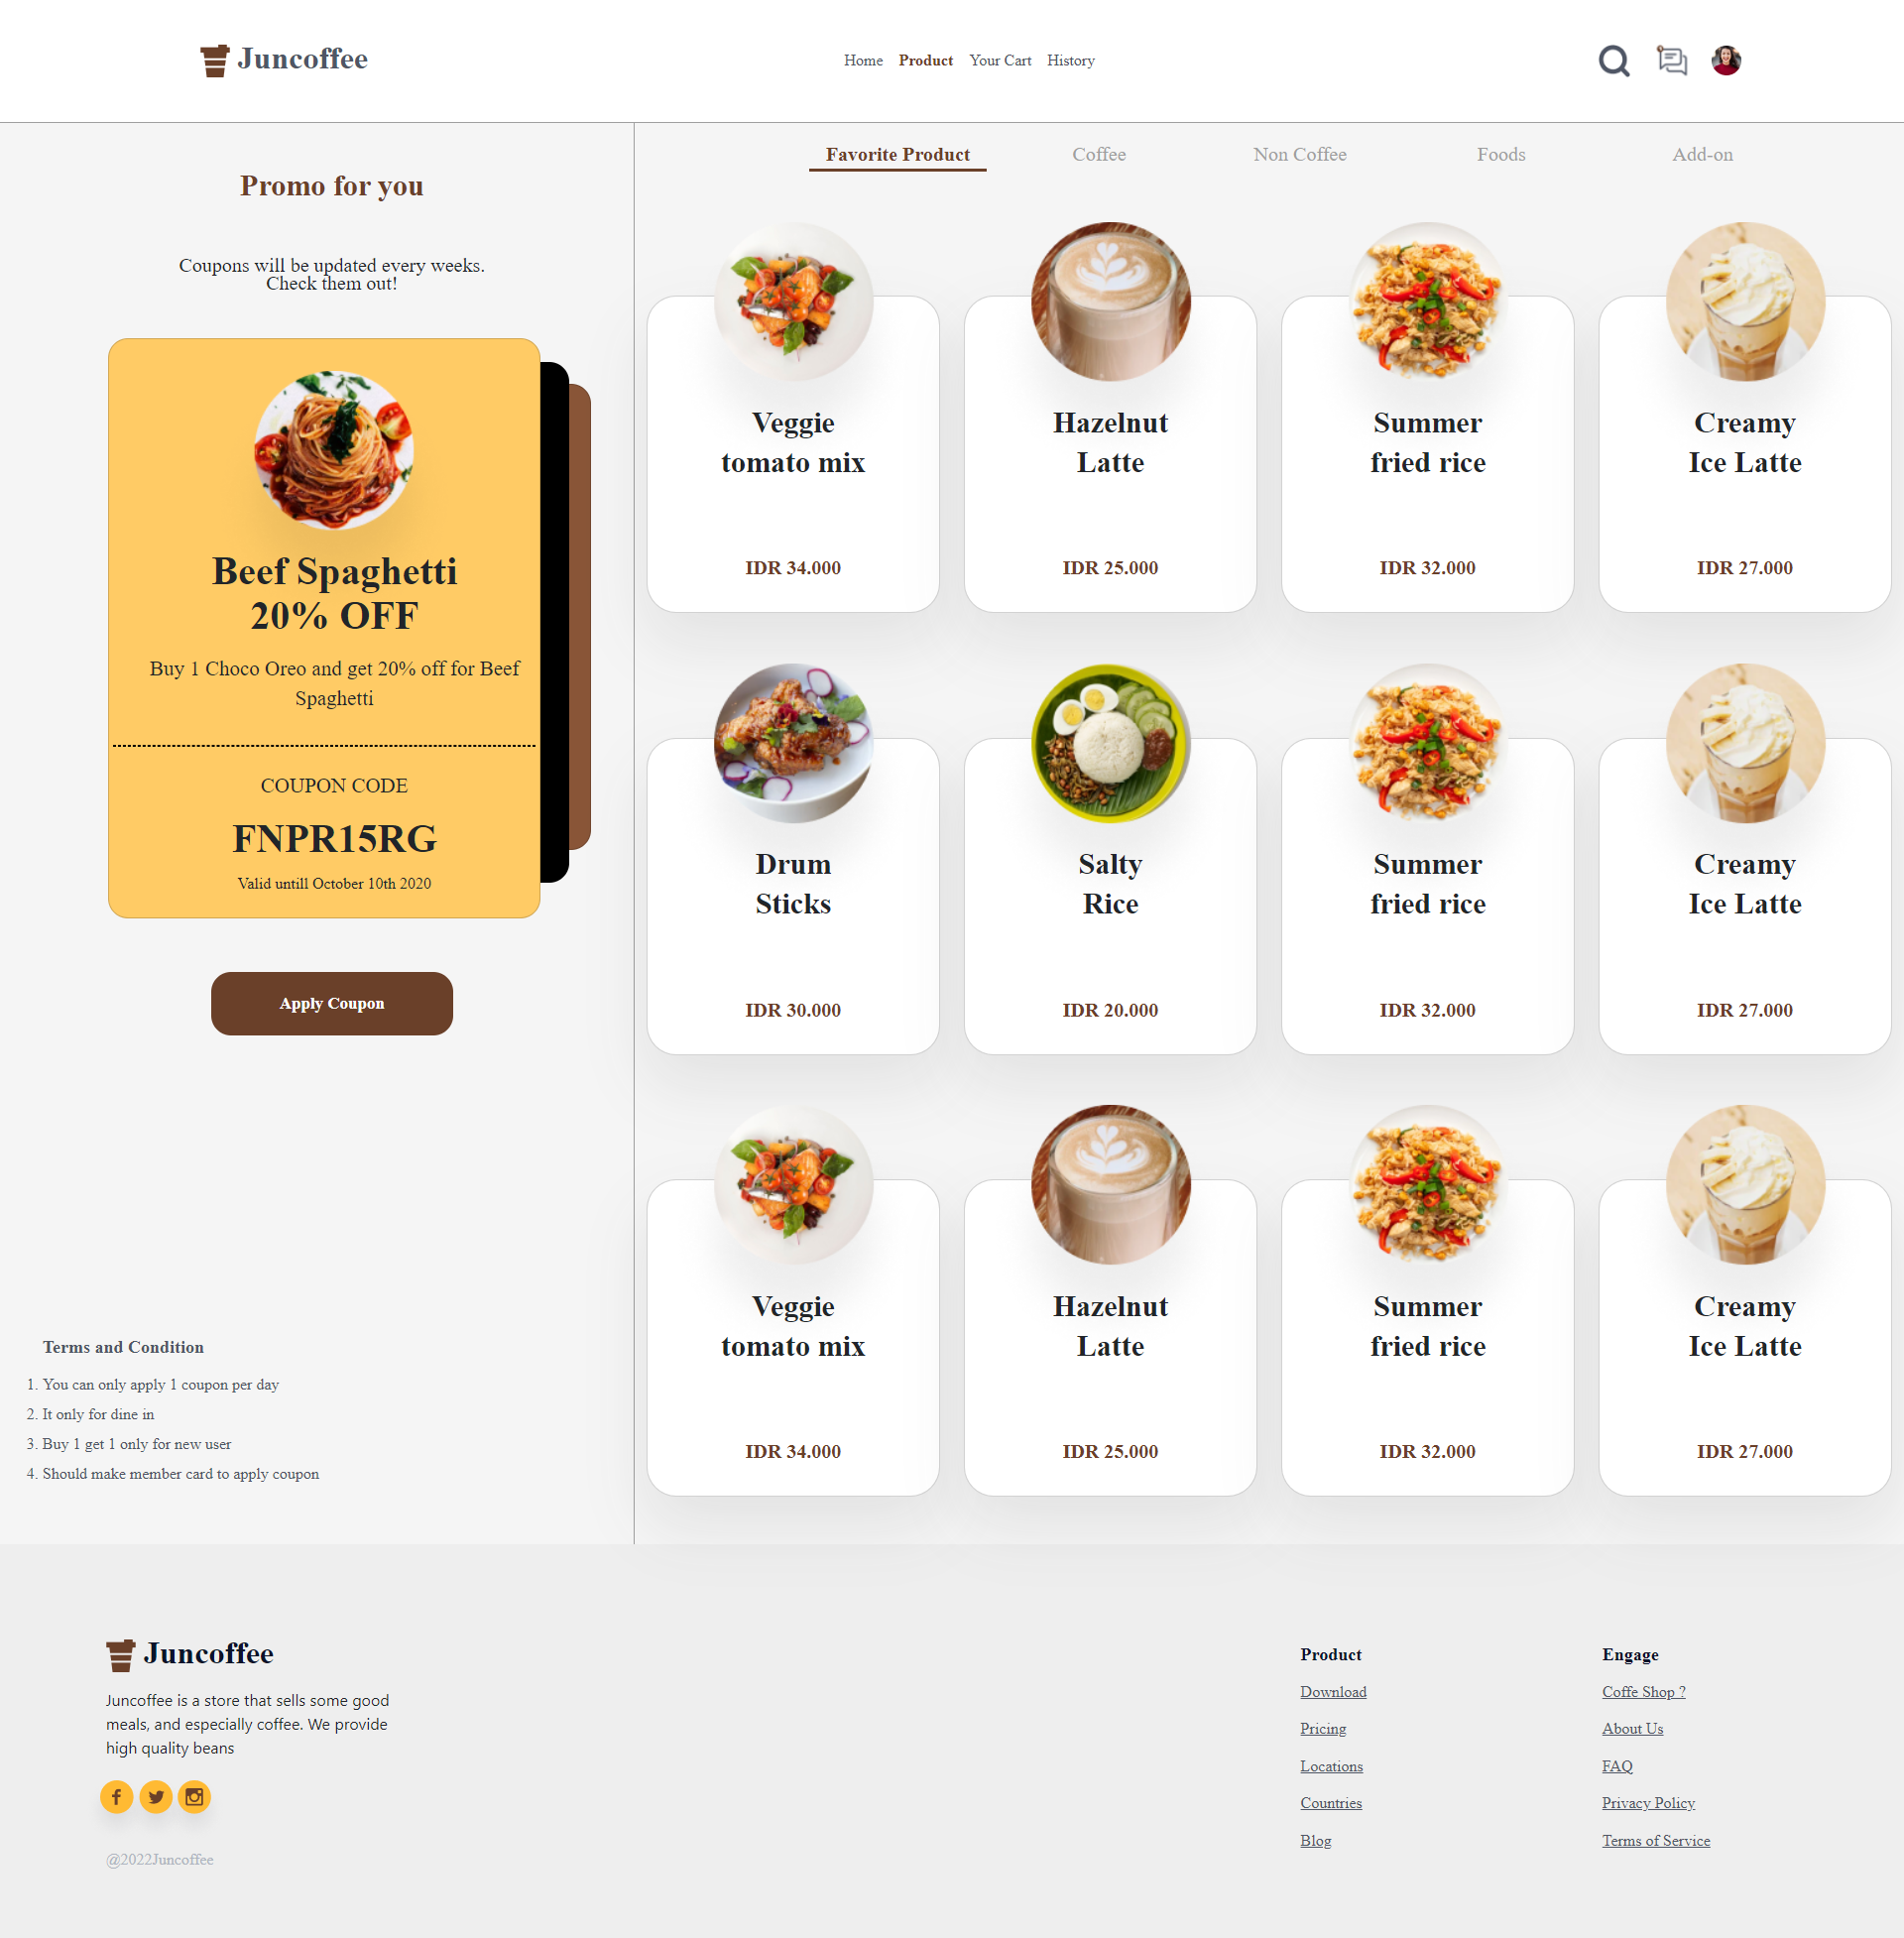 Juncoffee
Home Product Your Cart History
Promo for you
Coupons will be updated every weeks.
Check them out!
Beef Spaghetti
20% OFF
Buy 1 Choco Oreo and get 20% off for Beef
Spaghetti
COUPON CODE
FNPR15RG
Valid untill October 10th 2020
Apply Coupon
Terms and Condition
1. You can only apply 1 coupon per day
2. It only for dine in
3. Buy 1 get 1 only for new user
4. Should make member card to apply coupon
Favorite Product Coffee Non Coffee Foods Add-on
Veggie
tomato mix
IDR 34.000
Hazelnut
Latte
IDR 25.000
Summer
fried rice
IDR 32.000
Creamy
Ice Latte
IDR 27.000
Drum
Sticks
IDR 30.000
Salty
Rice
IDR 20.000
Summer
fried rice
IDR 32.000
Creamy
Ice Latte
IDR 27.000
Veggie
tomato mix
IDR 34.000
Hazelnut
Latte
IDR 25.000
Summer
fried rice
IDR 32.000
Creamy
Ice Latte
IDR 27.000
Juncoffee
Juncoffee is a store that sells some good
meals, and especially coffee. We provide
high quality beans
@2022Juncoffee
Product
Download
Pricing
Locations
Countries
Blog
Engage
Coffe Shop ?
About Us
FAQ
Privacy Policy
Terms of Service